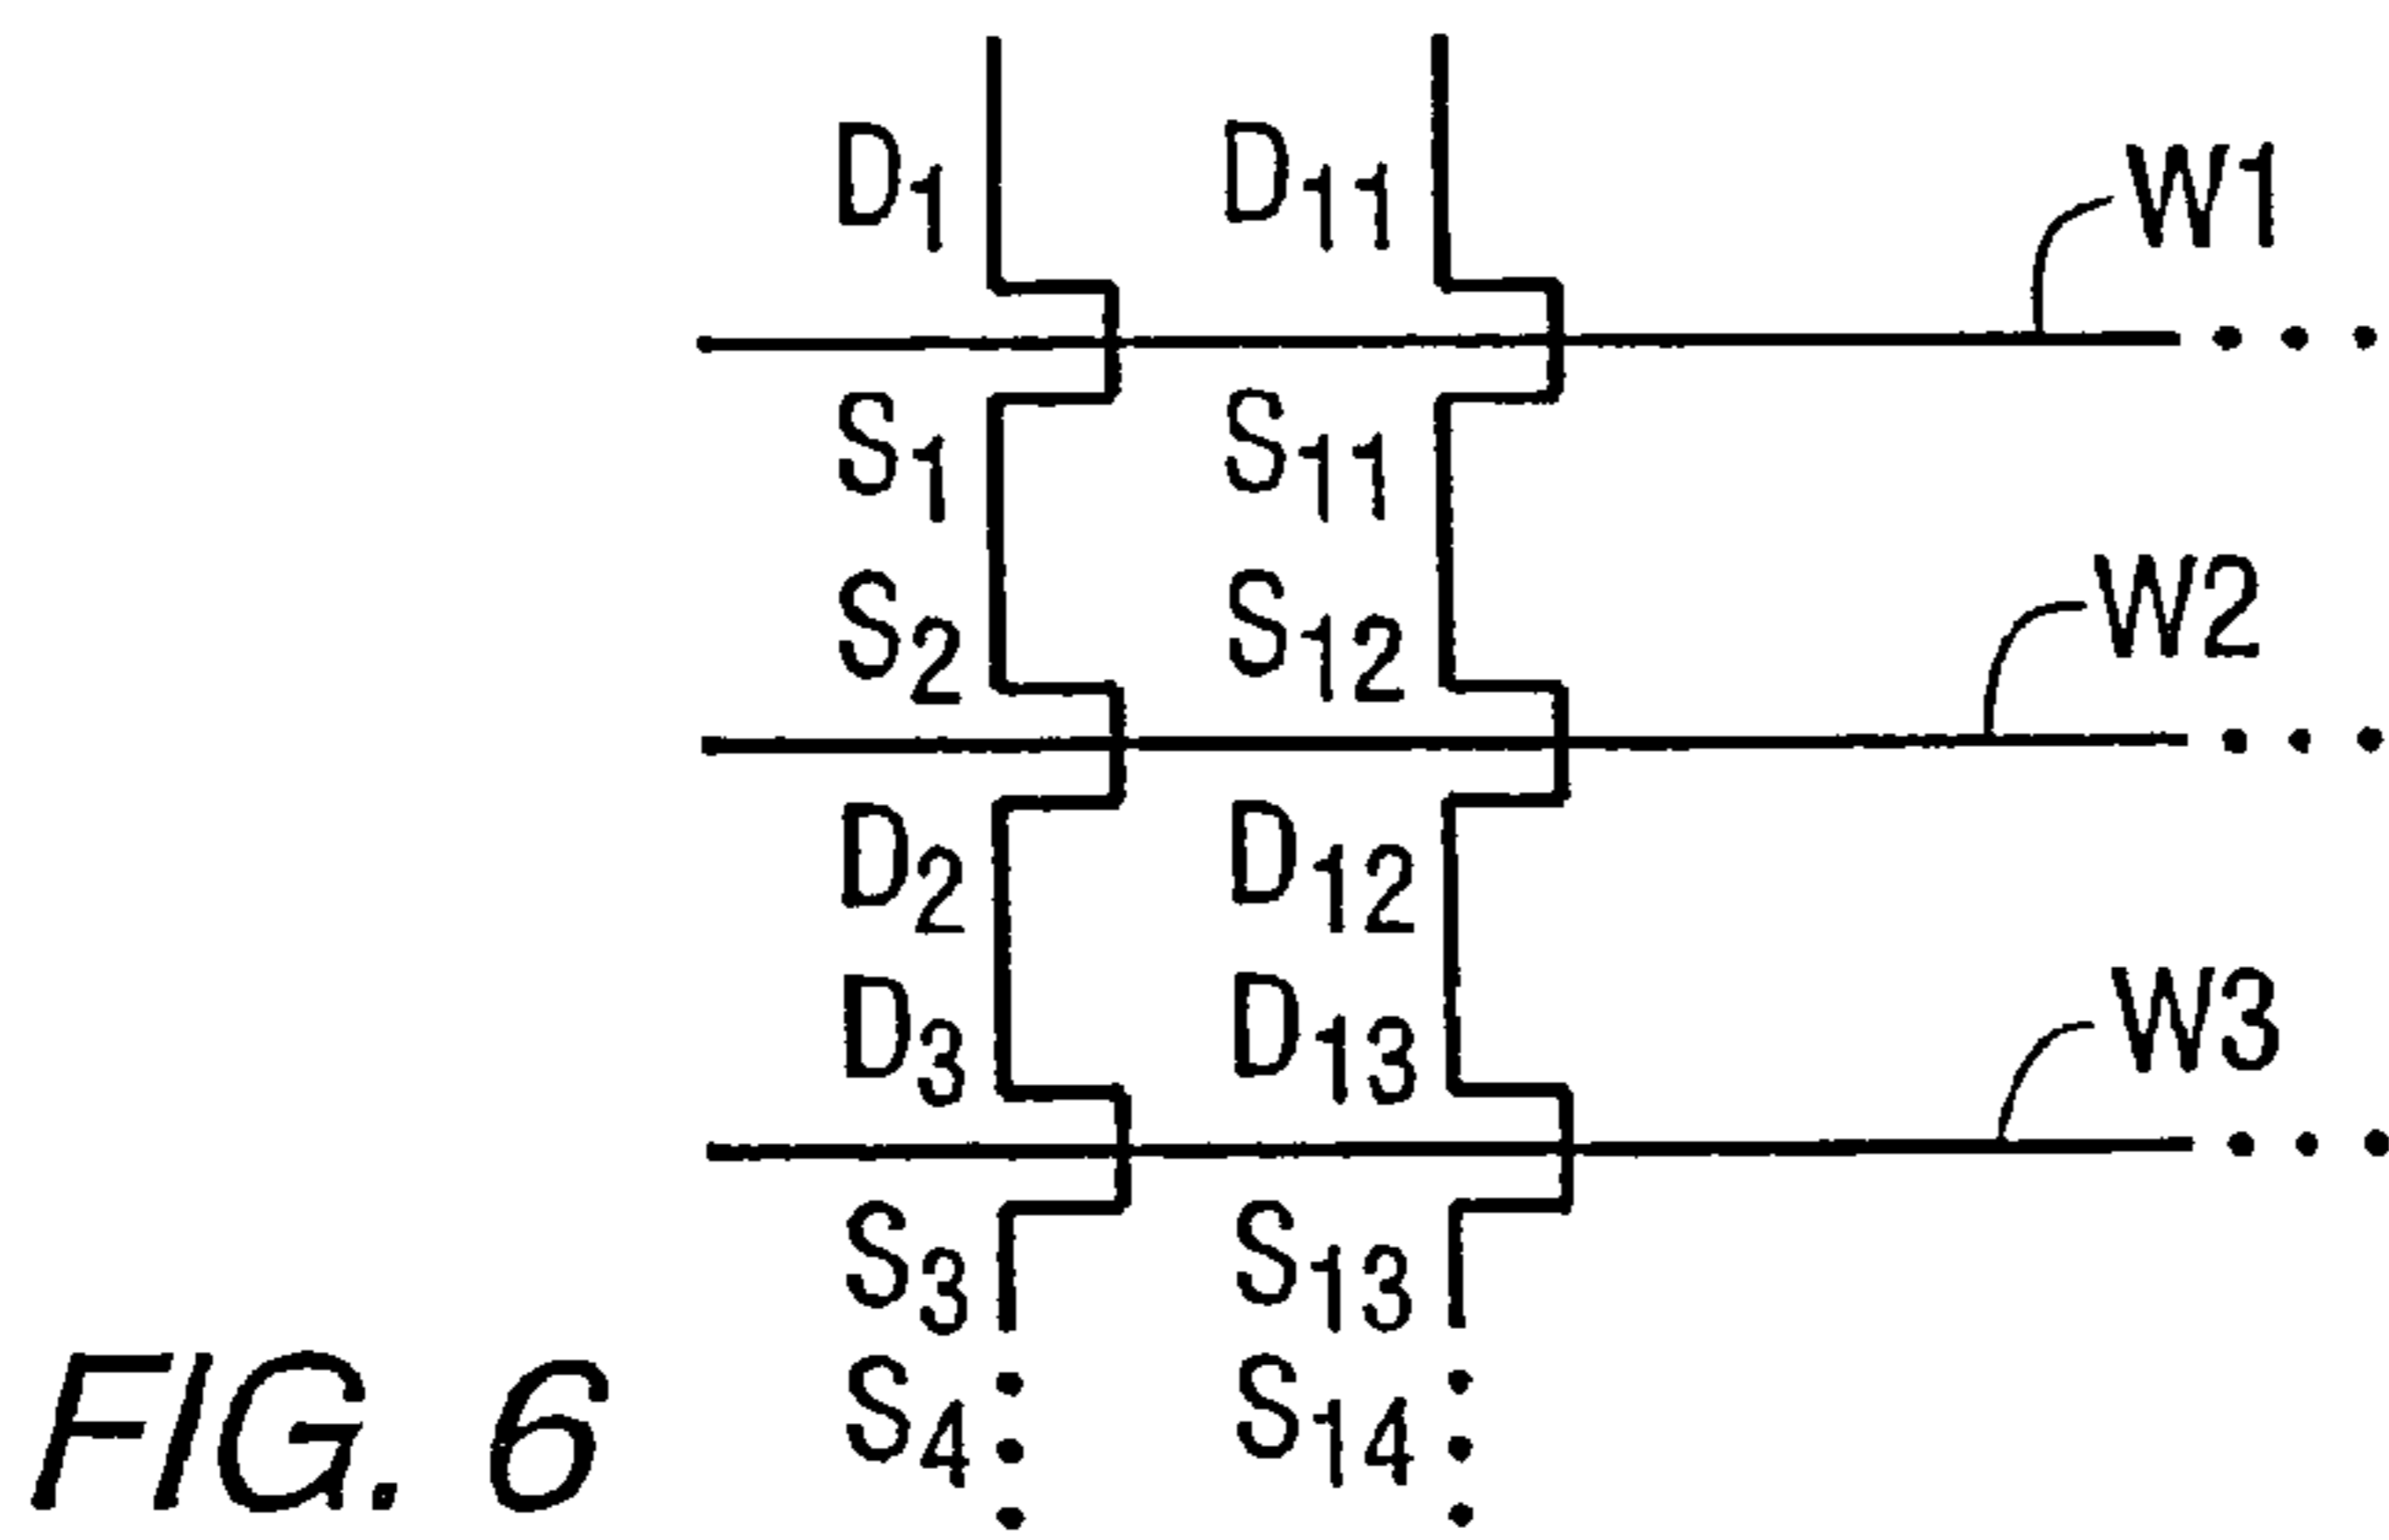 D1 D11 W1
S1 S11
S2 S12 W2
D2 D12
D3 D13 W3
S3 S13
S4 S14
FIG. 6